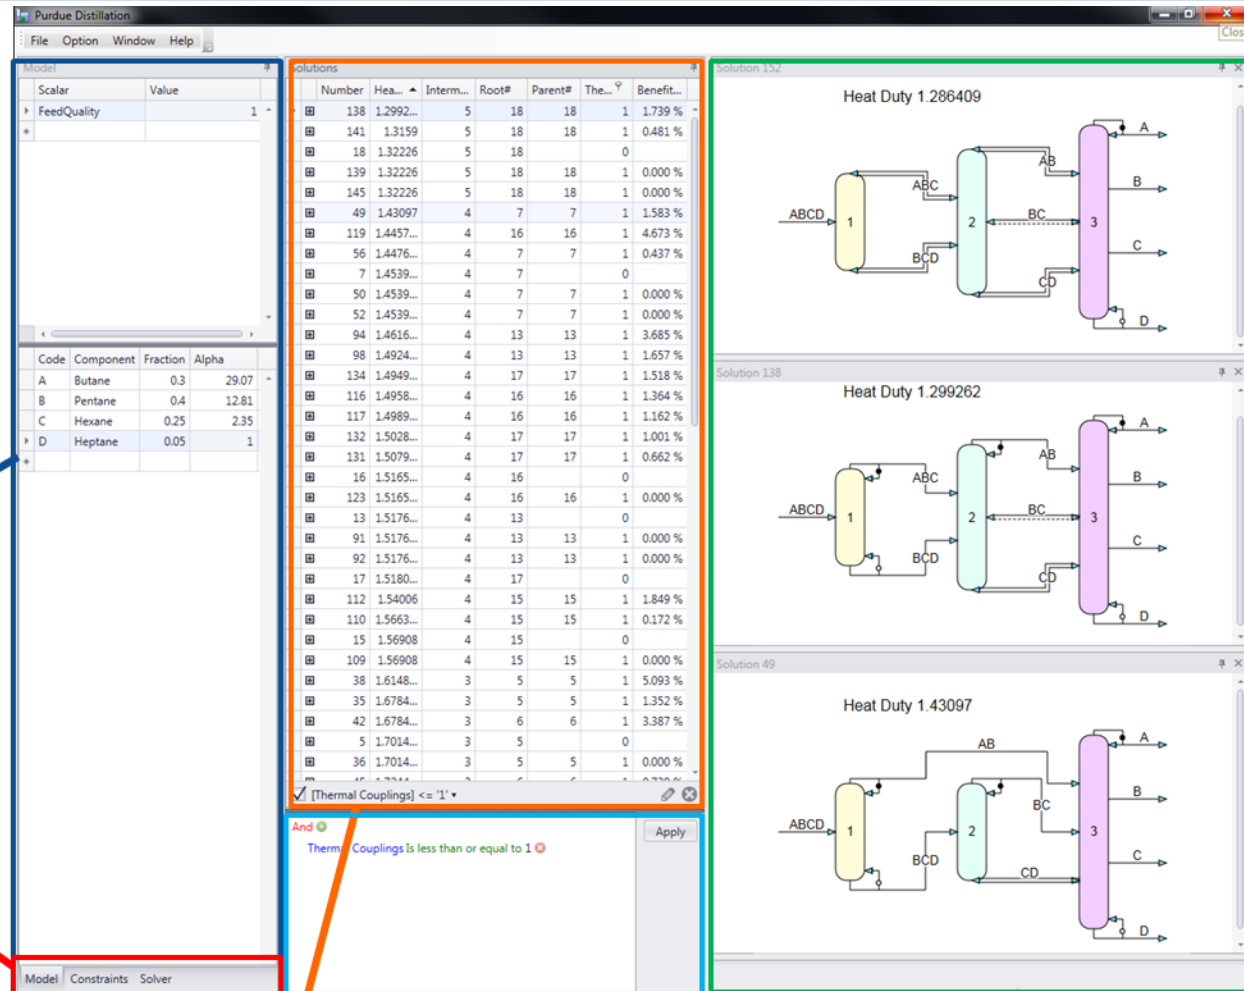 Purdue Distillation
Clos
File Option Window Help
Model
Scalar Value
FeedQuality 1
Code Component Fraction Alpha
A Butane 0.3 29.07
B Pentane 0.4 12.81
C Hexane 0.25 2.35
D Heptane 0.05 1
Model Constraints Solver
Solutions
Number Hea... Interm... Root# Parent# The... Benefit...
138 1.2992... 5 18 18 1 1.739 %
141 1.3159 5 18 18 1 0.481 %
18 1.32226 5 18 0
139 1.32226 5 18 18 1 0.000 %
145 1.32226 5 18 18 1 0.000 %
49 1.43097 4 7 7 1 1.583 %
119 1.4457... 4 16 16 1 4.673 %
56 1.4476... 4 7 7 1 0.437 %
7 1.4539... 4 7 0
50 1.4539... 4 7 7 1 0.000 %
52 1.4539... 4 7 7 1 0.000 %
94 1.4616... 4 13 13 1 3.685 %
98 1.4924... 4 13 13 1 1.657 %
134 1.4949... 4 17 17 1 1.518 %
116 1.4958... 4 16 16 1 1.364 %
117 1.4989... 4 16 16 1 1.162 %
132 1.5028... 4 17 17 1 1.001 %
131 1.5079... 4 17 17 1 0.662 %
16 1.5165... 4 16 0
123 1.5165... 4 16 16 1 0.000 %
13 1.5176... 4 13 0
91 1.5176... 4 13 13 1 0.000 %
92 1.5176... 4 13 13 1 0.000 %
17 1.5180... 4 17 0
112 1.54006 4 15 15 1 1.849 %
110 1.5663... 4 15 15 1 0.172 %
15 1.56908 4 15 0
109 1.56908 4 15 15 1 0.000 %
38 1.6148... 3 5 5 1 5.093 %
35 1.6784... 3 5 5 1 1.352 %
42 1.6784... 3 6 6 1 3.387 %
5 1.7014... 3 5 0
36 1.7014... 3 5 5 1 0.000 %
[Thermal Couplings] <= '1'
And
Thermal Couplings Is less than or equal to 1
Apply
Solution 152
Heat Duty 1.286409
A
AB
ABC
B
ABCD 1 2 BC 3
C
BCD
CD
D
Solution 138
Heat Duty 1.299262
A
AB
ABC
B
ABCD 1 2 BC 3
C
BCD
CD
D
Solution 49
Heat Duty 1.43097
A
AB
B
BC
ABCD 1 2 3
C
BCD
CD
D